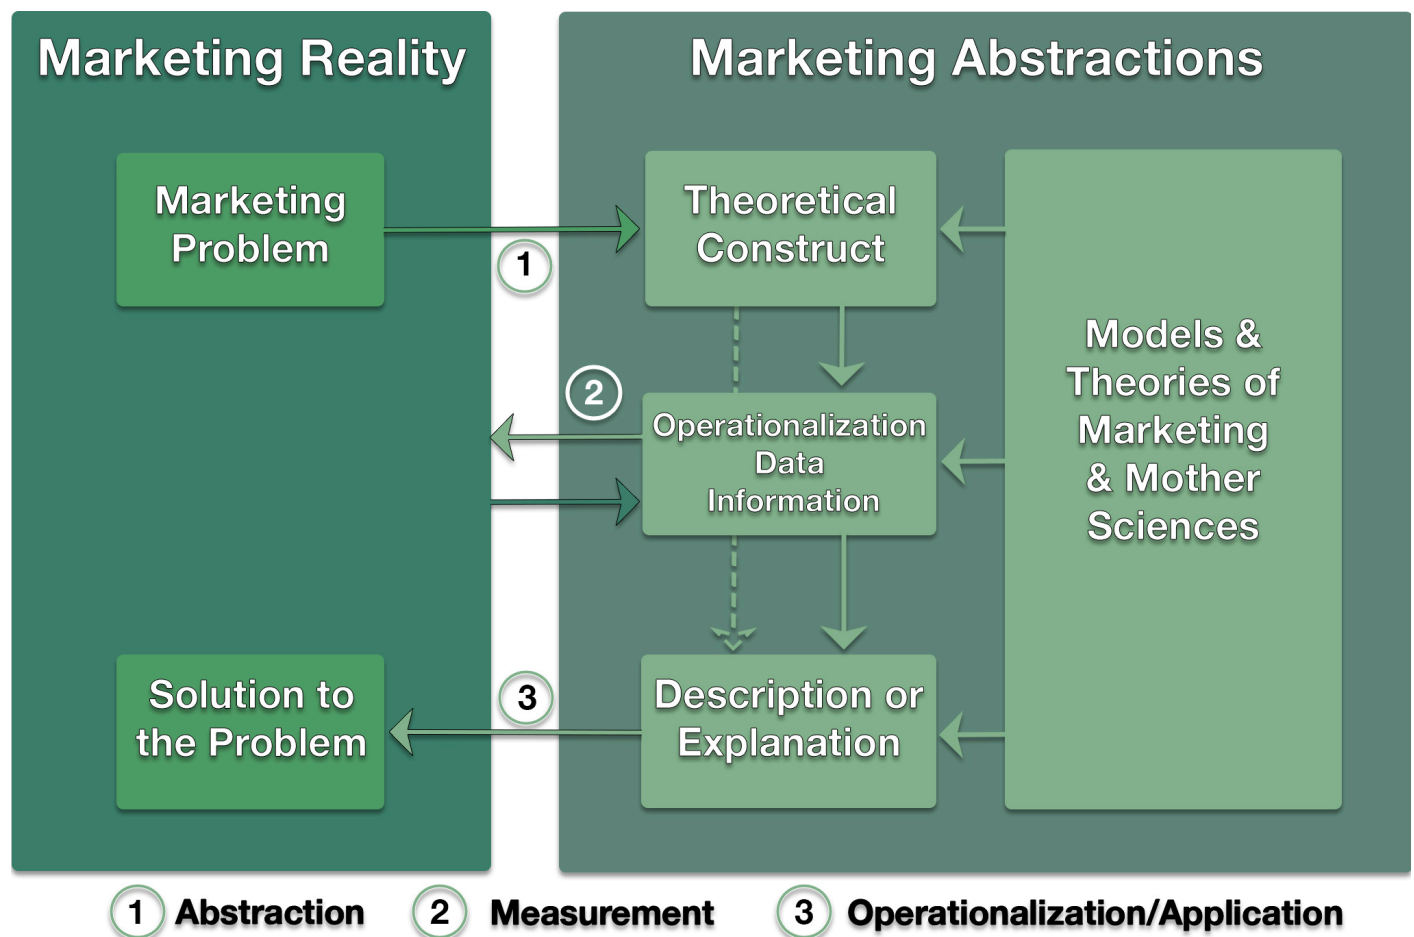 Marketing Reality
Marketing Abstractions
Marketing
Problem
Theoretical
Construct
1
Models &
Theories of
Marketing
& Mother
Sciences
2
Operationalization
Data
Information
Solution to
the Problem
3
Description or
Explanation
1 Abstraction
2 Measurement
3 Operationalization/Application